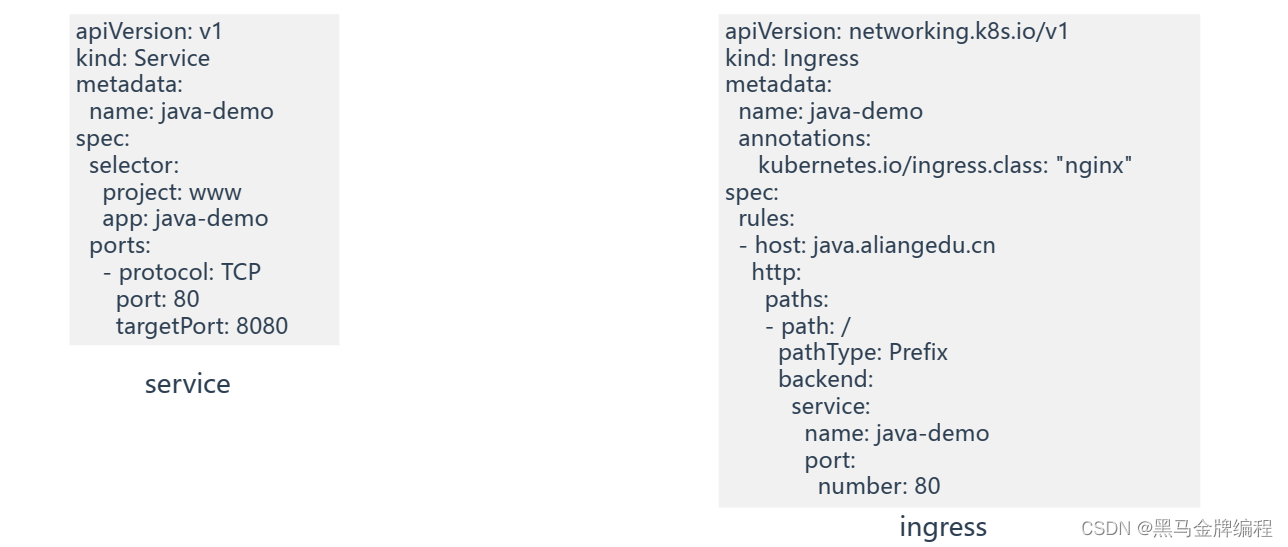 apiVersion: v1
kind: Service
metadata:
  name: java-demo
spec:
  selector:
    project: www
    app: java-demo
  ports:
    - protocol: TCP
      port: 80
      targetPort: 8080
service
apiVersion: networking.k8s.io/v1
kind: Ingress
metadata:
  name: java-demo
  annotations:
     kubernetes.io/ingress.class: "nginx"
spec:
  rules:
  - host: java.aliangedu.cn
    http:
      paths:
      - path: /
        pathType: Prefix
        backend:
          service:
            name: java-demo
            port:
              number: 80
ingress
CSDN @黑马金牌编程